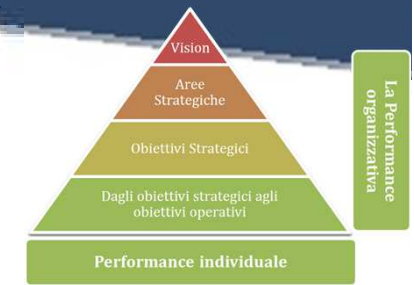 Vision
Aree
Strategiche
Obiettivi Strategici
Dagli obiettivi strategici agli
obiettivi operativi
Performance individuale
La Performance
organizzativa